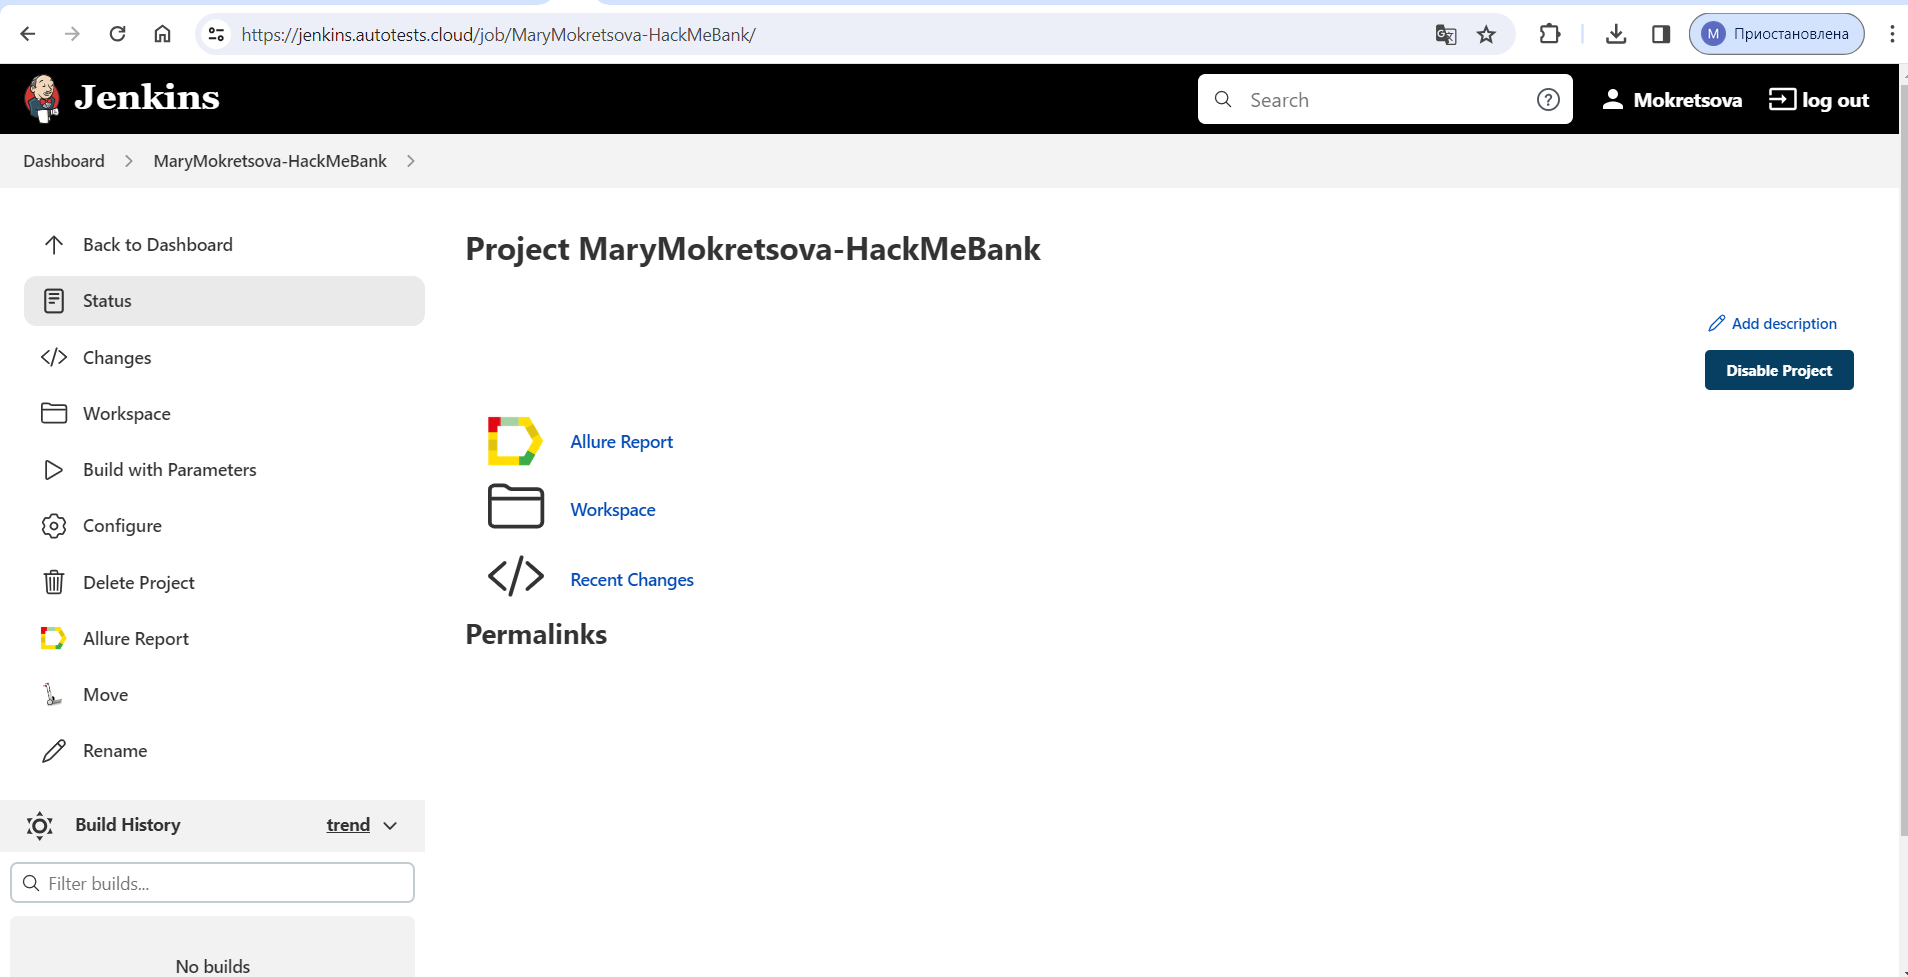 https://jenkins.autotests.cloud/job/MaryMokretsova-HackMeBank/
М Приостановлена
Jenkins
Search
Mokretsova
log out
Dashboard
MaryMokretsova-HackMeBank
Back to Dashboard
Status
Changes
Workspace
Build with Parameters
Configure
Delete Project
Allure Report
Move
Rename
Build History
trend
Filter builds...
No builds
Project MaryMokretsova-HackMeBank
Add description
Disable Project
Allure Report
Workspace
Recent Changes
Permalinks